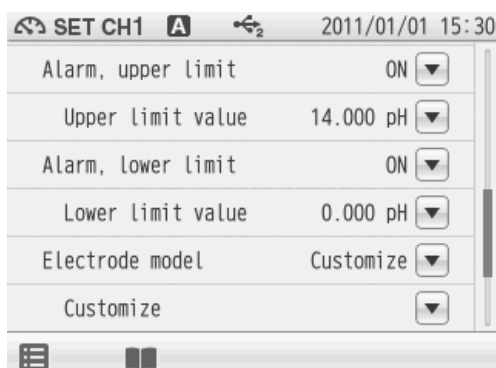 SET CH1 A 2 2011/01/01 15:30
Alarm, upper limit ON
Upper limit value 14.000 pH
Alarm, lower limit ON
Lower limit value 0.000 pH
Electrode model Customize
Customize